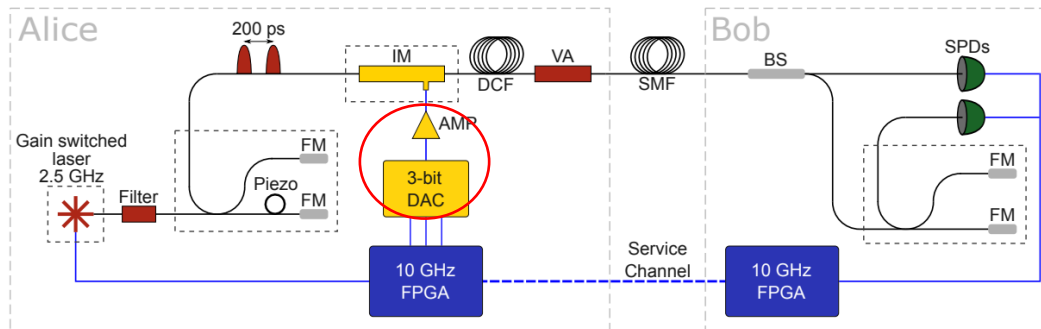 Alice
Bob
200 ps
IM
DCF
VA
SMF
BS
SPDs
AMP
Gain switched
laser
2.5 GHz
Filter
Piezo
FM
FM
3-bit
DAC
FM
FM
10 GHz
FPGA
Service
Channel
10 GHz
FPGA